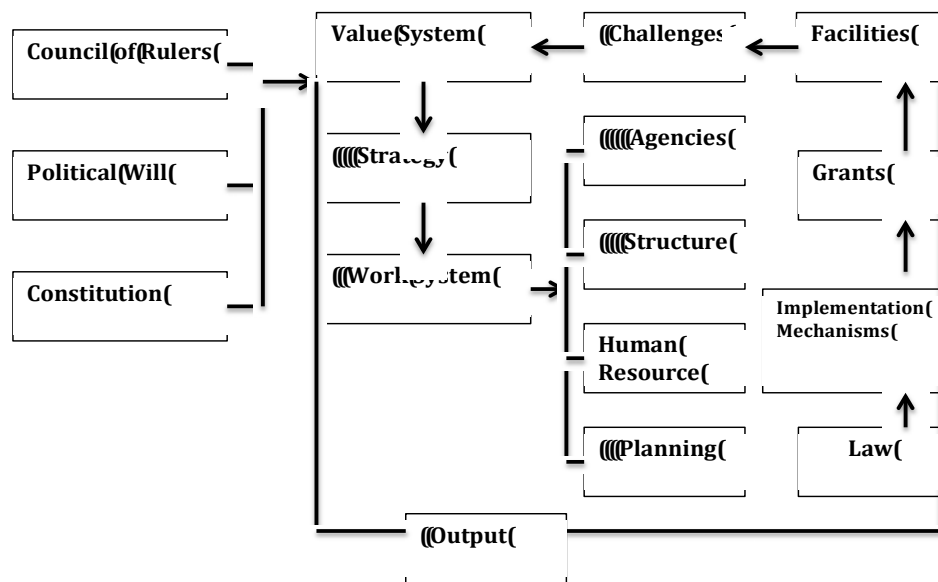 Council(of(Rulers(
Political(Will(
Constitution(
Value(System(
(((((Strategy(
(((Work(System(
((Challenges
((((((Agencies(
(((((Structure(
Human(
Resource(
((((Planning(
Facilities(
Grants(
Implementation(
Mechanisms(
Law(
((Output(